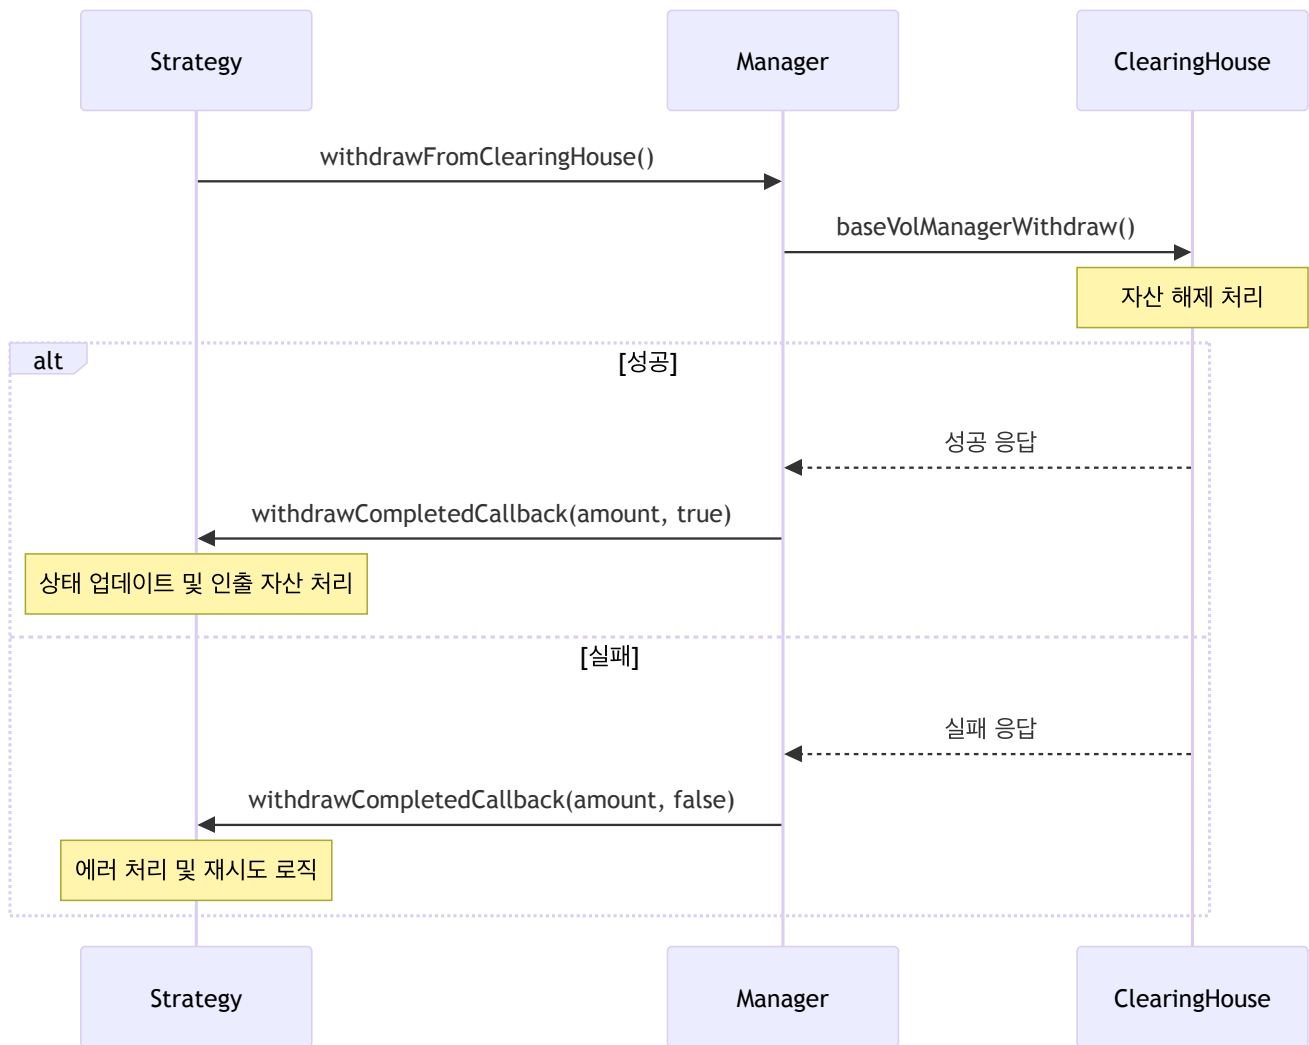 Strategy
Manager
ClearingHouse
withdrawFromClearingHouse()
baseVolManagerWithdraw()
자산 해제 처리
alt
[성공]
성공 응답
withdrawCompletedCallback(amount, true)
상태 업데이트 및 인출 자산 처리
[실패]
실패 응답
withdrawCompletedCallback(amount, false)
에러 처리 및 재시도 로직
Strategy
Manager
ClearingHouse